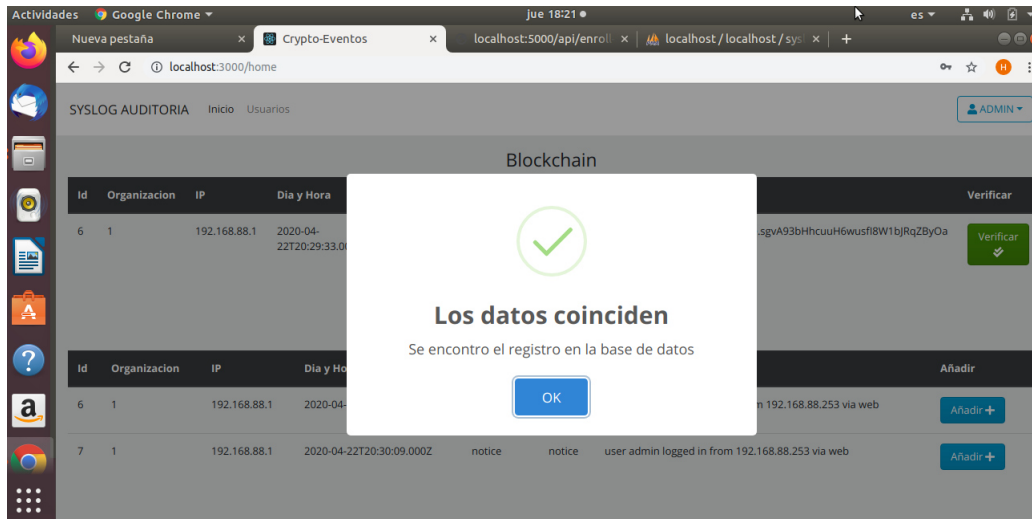 Actividades Google Chrome jue 18:21 es
Nueva pestaña × Crypto-Eventos × localhost:5000/api/enroll × localhost / localhost / sys × +
localhost:3000/home H
SYSLOG AUDITORIA Inicio Usuarios ADMIN
Blockchain
Id Organizacion IP Dia y Hora Verificar
6 1 192.168.88.1 2020-04- .sgvA93bHhcuuH6wusfI8W1bJRqZByOa Verificar
22T20:29:33.00
Los datos coinciden
Se encontro el registro en la base de datos
OK
Id Organizacion IP Dia y Ho Añadir
6 1 192.168.88.1 2020-04- m 192.168.88.253 via web Añadir +
7 1 192.168.88.1 2020-04-22T20:30:09.000Z notice notice user admin logged in from 192.168.88.253 via web Añadir +